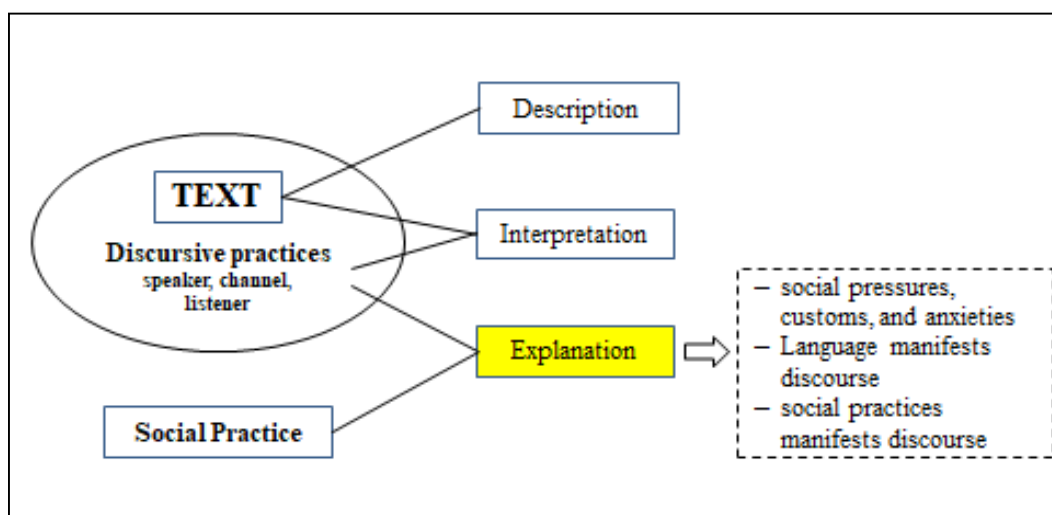 Description
TEXT
Discursive practices
speaker, channel,
listener
Interpretation
Explanation
– social pressures,
customs, and anxieties
– Language manifests
discourse
– social practices
manifests discourse
Social Practice